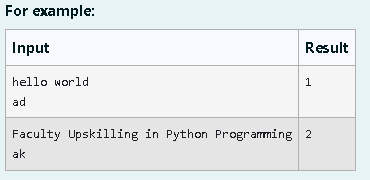 For example:
Input Result
hello world 1
ad
Faculty Upskilling in Python Programming 2
ak